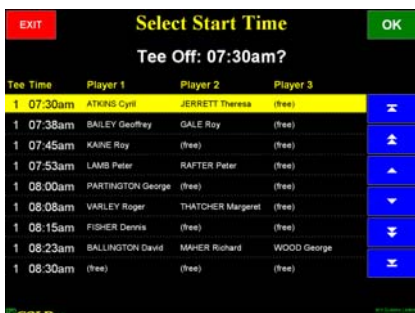 EXIT
Select Start Time
OK
Tee Off: 07:30am?
Tee Time Player 1 Player 2 Player 3
1 07:30am ATKINS Cyril JERRETT Theresa (free)
1 07:38am BAILEY Geoffrey GALE Roy (free)
1 07:45am KAINE Roy (free) (free)
1 07:53am LAMB Peter RAFTER Peter (free)
1 08:00am PARTINGTON George (free) (free)
1 08:08am VARLEY Roger THATCHER Margeret (free)
1 08:15am FISHER Dennis (free) (free)
1 08:23am BALLINGTON David MAHER Richard WOOD George
1 08:30am (free) (free) (free)